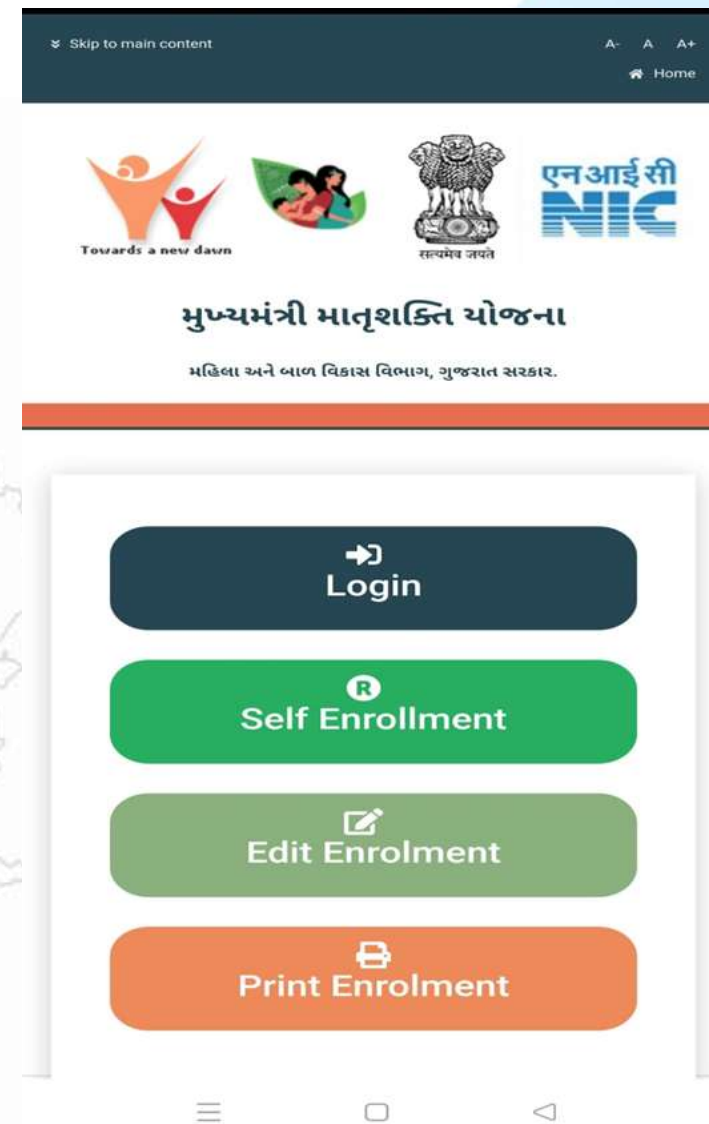 Skip to main content
A- A A+
Home
Towards a new dawn
सत्यमेव जयते
एनआईसी
NIC
મુખ્યમંત્રી માતૃશક્તિ યોજના
મહિલા અને બાળ વિકાસ વિભાગ, ગુજરાત સરકાર.
Login
R
Self Enrollment
Edit Enrolment
Print Enrolment